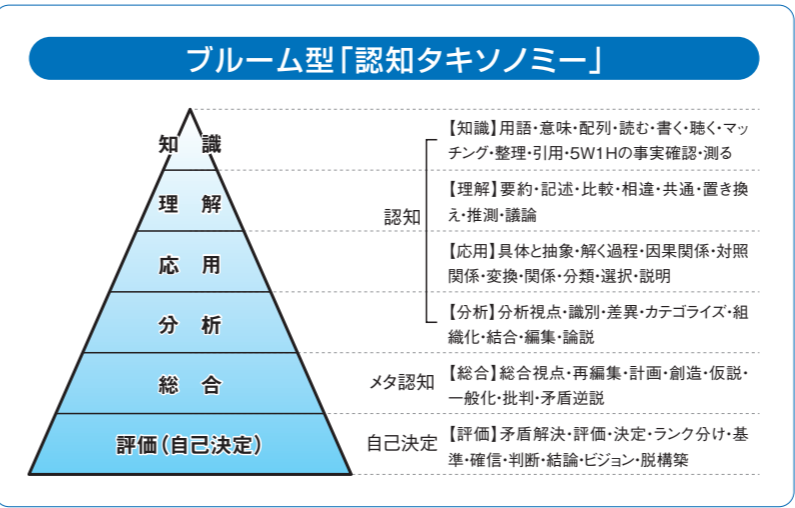 ブルーム型「認知タキソノミー」
知 識
理 解
応 用
分 析
総 合
評価(自己決定)
認知
メタ認知
自己決定
【知識】用語・意味・配列・読む・書く・聴く・マッ
チング・整理・引用・5W1Hの事実確認・測る
【理解】要約・記述・比較・相違・共通・置き換
え・推測・議論
【応用】具体と抽象・解く過程・因果関係・対照
関係・変換・関係・分類・選択・説明
【分析】分析視点・識別・差異・カテゴライズ・組
織化・結合・編集・論説
【総合】総合視点・再編集・計画・創造・仮説・
一般化・批判・矛盾逆説
【評価】矛盾解決・評価・決定・ランク分け・基
準・確信・判断・結論・ビジョン・脱構築